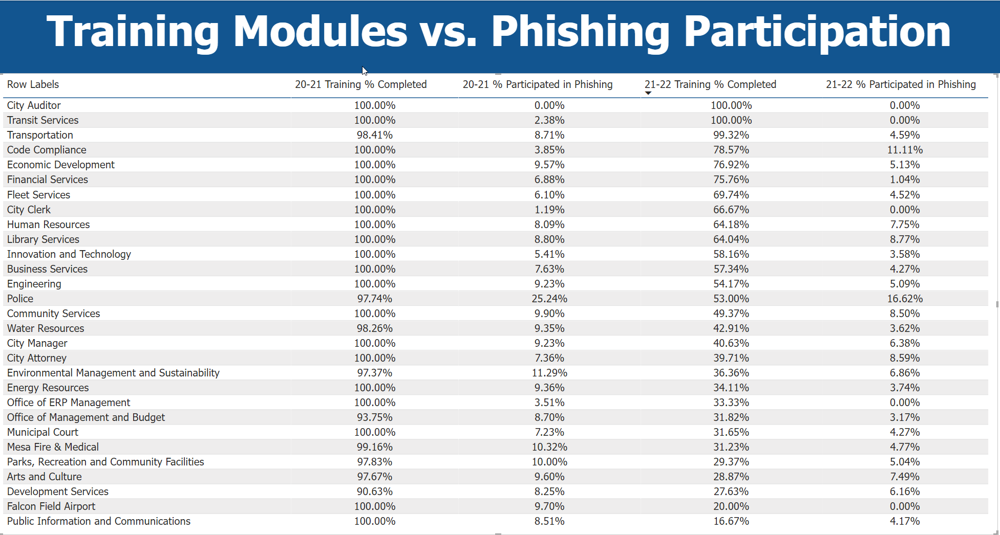 Training Modules vs. Phishing Participation
Row Labels 20-21 Training % Completed 20-21 % Participated in Phishing 21-22 Training % Completed 21-22 % Participated in Phishing
City Auditor 100.00% 0.00% 100.00% 0.00%
Transit Services 100.00% 2.38% 100.00% 0.00%
Transportation 98.41% 8.71% 99.32% 4.59%
Code Compliance 100.00% 3.85% 78.57% 11.11%
Economic Development 100.00% 9.57% 76.92% 5.13%
Financial Services 100.00% 6.88% 75.76% 1.04%
Fleet Services 100.00% 6.10% 69.74% 4.52%
City Clerk 100.00% 1.19% 66.67% 0.00%
Human Resources 100.00% 8.09% 64.18% 7.75%
Library Services 100.00% 8.80% 64.04% 8.77%
Innovation and Technology 100.00% 5.41% 58.16% 3.58%
Business Services 100.00% 7.63% 57.34% 4.27%
Engineering 100.00% 9.23% 54.17% 5.09%
Police 97.74% 25.24% 53.00% 16.62%
Community Services 100.00% 9.90% 49.37% 8.50%
Water Resources 98.26% 9.35% 42.91% 3.62%
City Manager 100.00% 9.23% 40.63% 6.38%
City Attorney 100.00% 7.36% 39.71% 8.59%
Environmental Management and Sustainability 97.37% 11.29% 36.36% 6.86%
Energy Resources 100.00% 9.36% 34.11% 3.74%
Office of ERP Management 100.00% 3.51% 33.33% 0.00%
Office of Management and Budget 93.75% 8.70% 31.82% 3.17%
Municipal Court 100.00% 7.23% 31.65% 4.27%
Mesa Fire & Medical 99.16% 10.32% 31.23% 4.77%
Parks, Recreation and Community Facilities 97.83% 10.00% 29.37% 5.04%
Arts and Culture 97.67% 9.60% 28.87% 7.49%
Development Services 90.63% 8.25% 27.63% 6.16%
Falcon Field Airport 100.00% 9.70% 20.00% 0.00%
Public Information and Communications 100.00% 8.51% 16.67% 4.17%